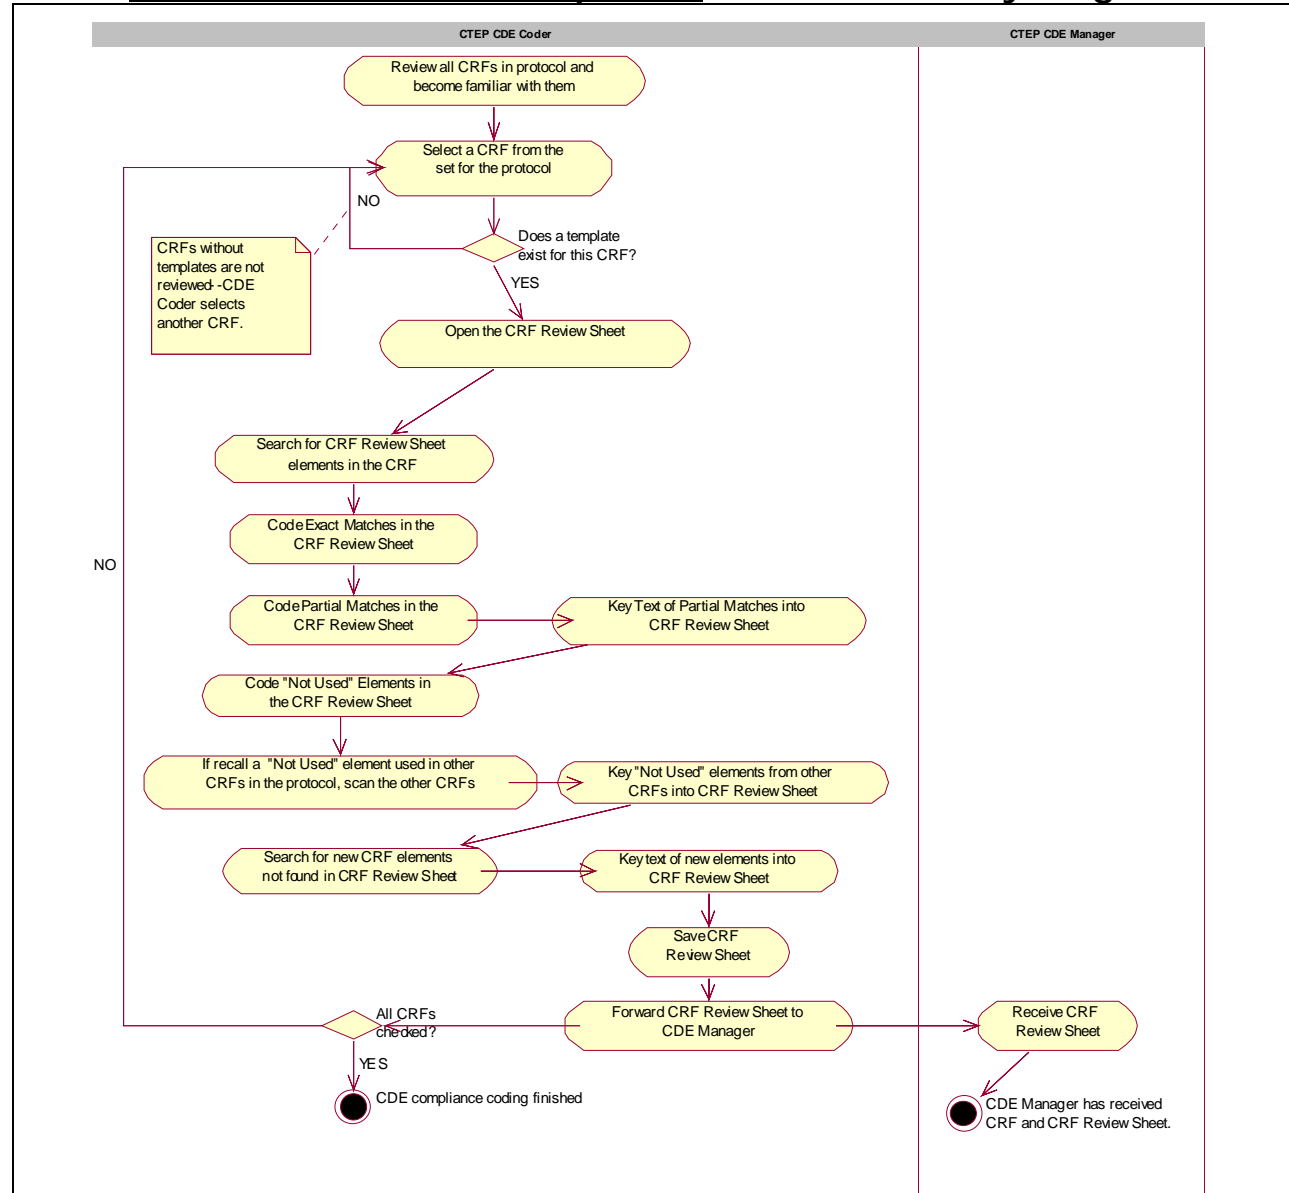 CTEP CDE Coder
CTEP CDE Manager
Review all CRFs in protocol and
become familiar with them
Select a CRF from the
set for the protocol
NO
Does a template
exist for this CRF?
CRFs without
templates are not
reviewed--CDE
Coder selects
another CRF.
YES
Open the CRF Review Sheet
Search for CRF Review Sheet
elements in the CRF
Code Exact Matches in the
CRF Review Sheet
NO
Code Partial Matches in the
CRF Review Sheet
Key Text of Partial Matches into
CRF Review Sheet
Code "Not Used" Elements in
the CRF Review Sheet
If recall a "Not Used" element used in other
CRFs in the protocol, scan the other CRFs
Key "Not Used" elements from other
CRFs into CRF Review Sheet
Search for new CRF elements
not found in CRF Review Sheet
Key text of new elements into
CRF Review Sheet
Save CRF
Review Sheet
All CRFs
checked?
Forward CRF Review Sheet to
CDE Manager
Receive CRF
Review Sheet
YES
CDE compliance coding finished
CDE Manager has received
CRF and CRF Review Sheet.